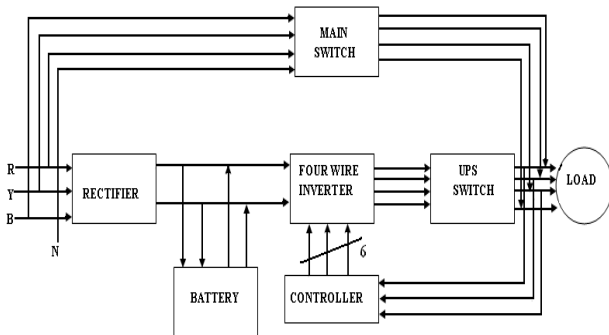 MAIN
SWITCH
R
Y
B
N
RECTIFIER
FOUR WIRE
INVERTER
UPS
SWITCH
LOAD
6
BATTERY
CONTROLLER